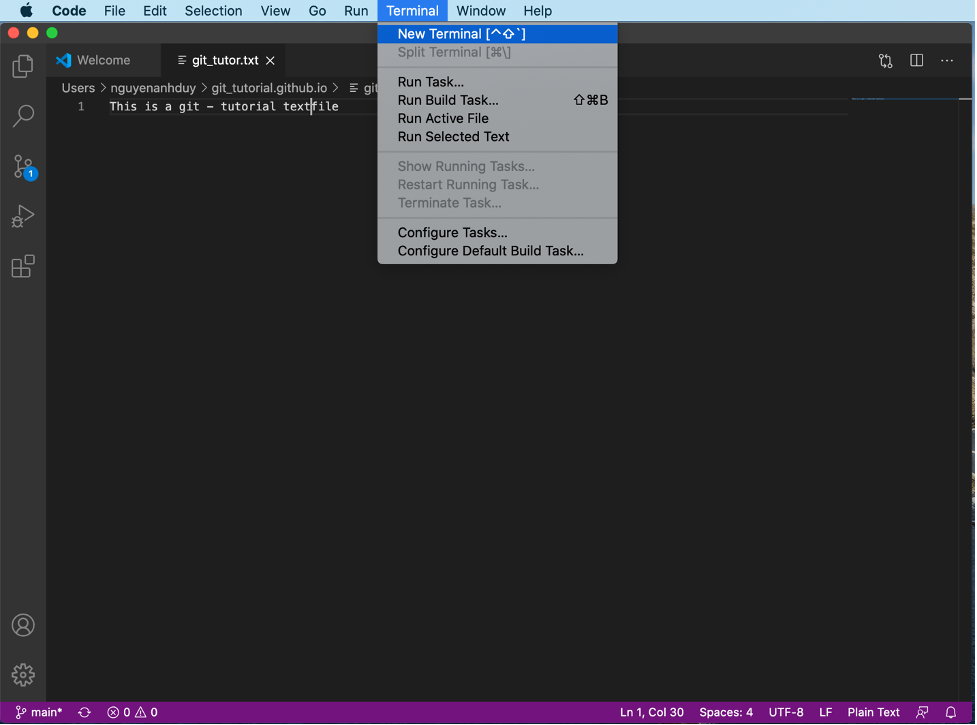 Code File Edit Selection View Go Run Terminal Window Help
New Terminal [^⇧`]
Split Terminal [⌘\]
Run Task...
Run Build Task... ⇧⌘B
Run Active File
Run Selected Text
Show Running Tasks...
Restart Running Task...
Terminate Task...
Configure Tasks...
Configure Default Build Task...
Welcome git_tutor.txt
Users > nguyenanhduy > git_tutorial.github.io > git
1 This is a git - tutorial textfile
1
main* 0 0 Ln 1, Col 30 Spaces: 4 UTF-8 LF Plain Text